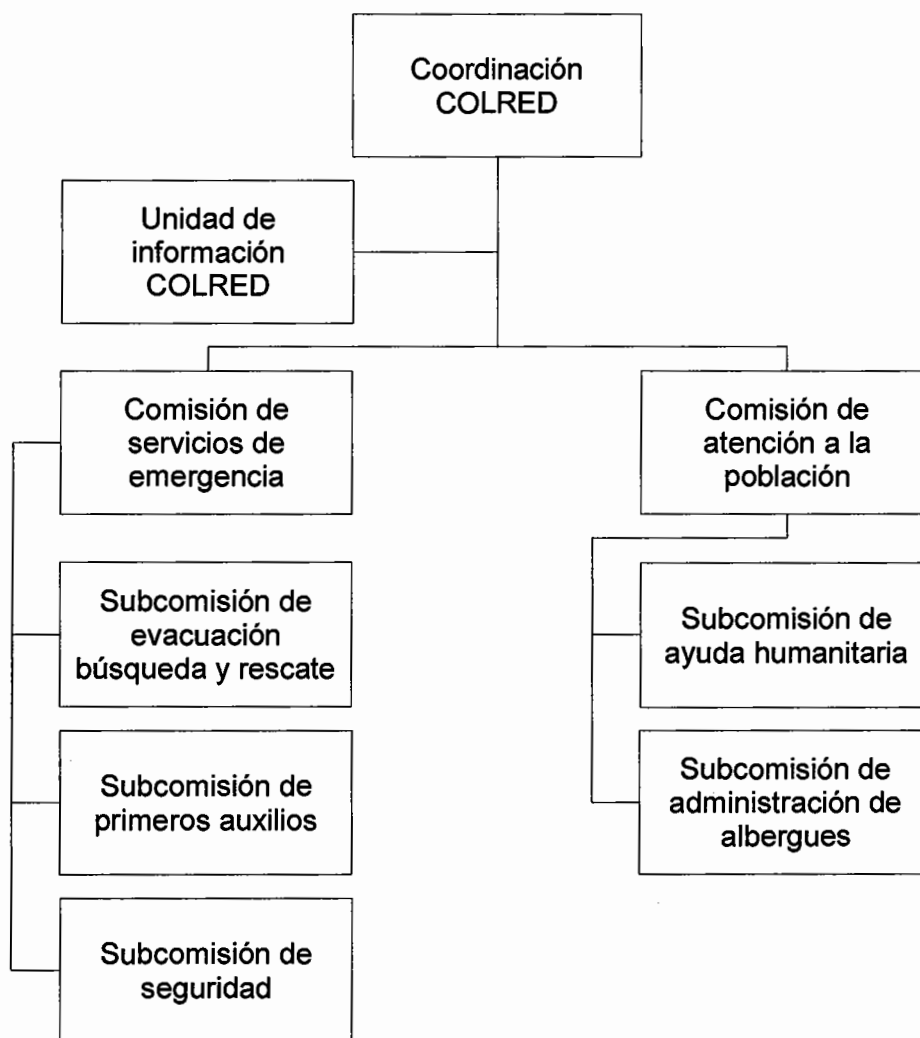 Coordinación
COLRED
Unidad de
información
COLRED
Comisión de
servicios de
emergencia
Comisión de
atención a la
población
Subcomisión de
evacuación
búsqueda y rescate
Subcomisión de
ayuda humanitaria
Subcomisión de
primeros auxilios
Subcomisión de
administración de
albergues
Subcomisión de
seguridad